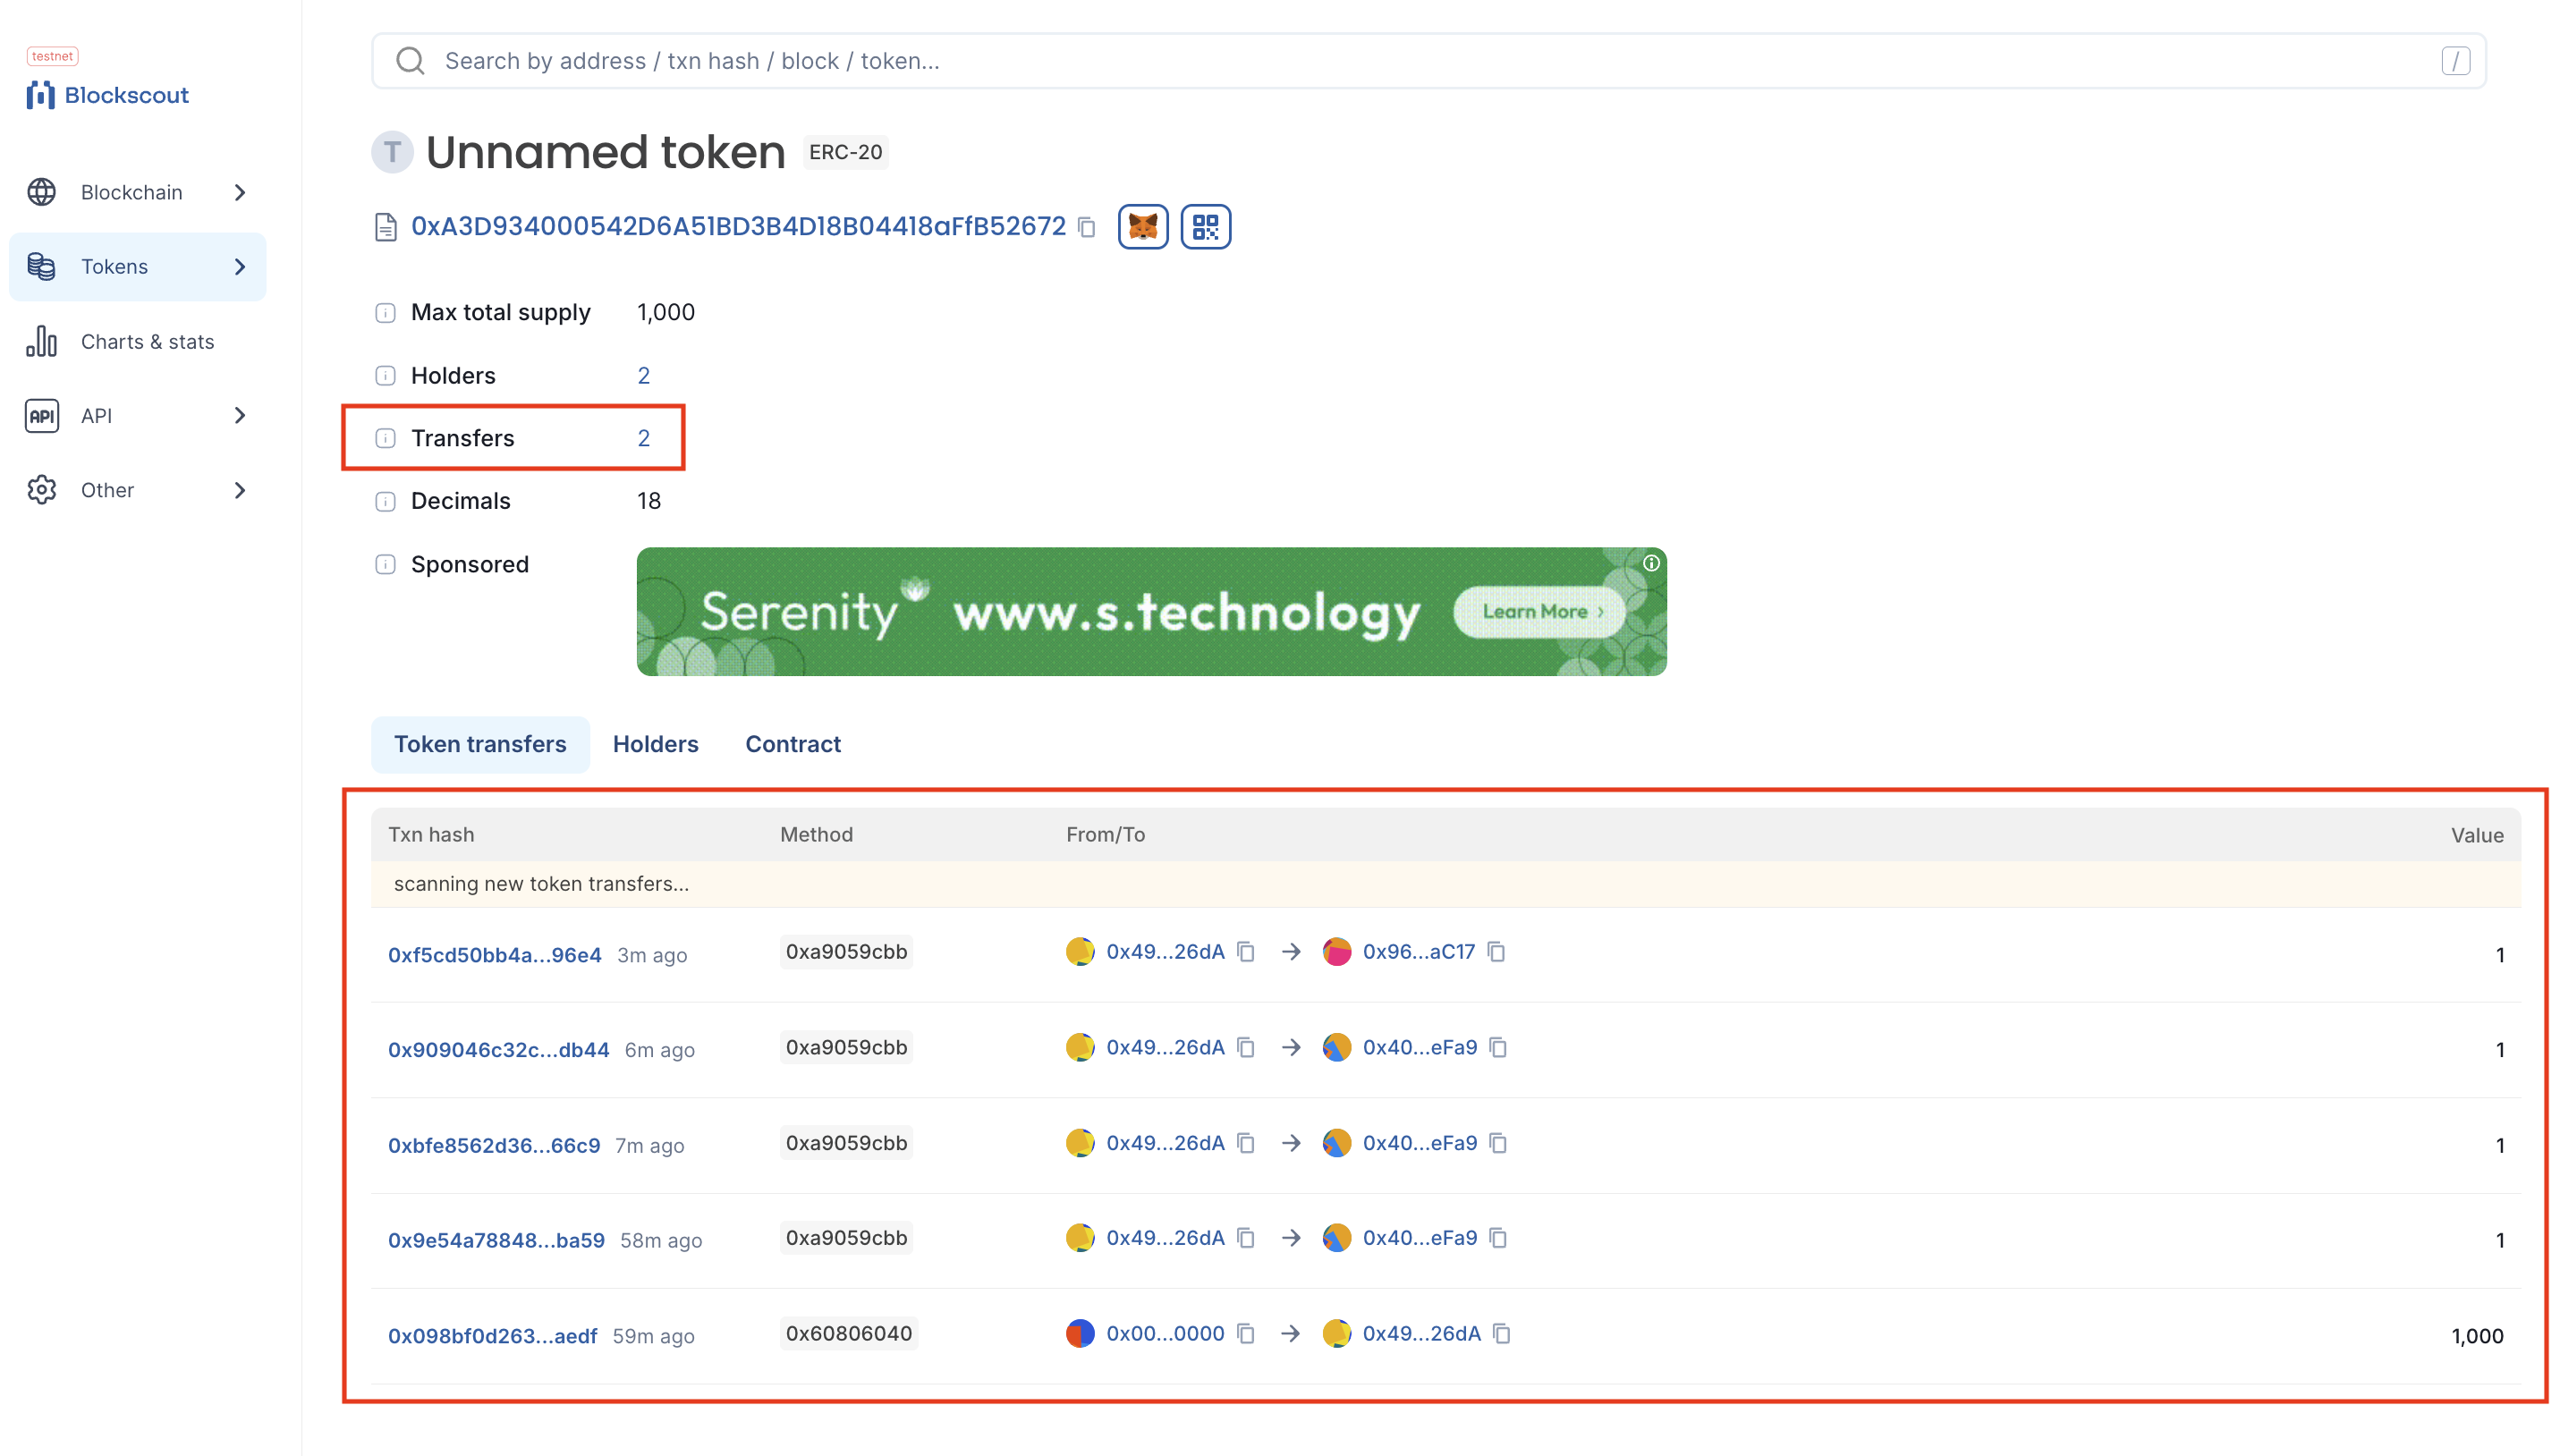 testnet
Blockscout
Blockchain
Tokens
Charts & stats
API
API
Other
Search by address / txn hash / block / token...
/
T Unnamed token ERC-20
0xA3D934000542D6A51BD3B4D18B04418aFfB52672
Max total supply 1,000
Holders 2
Transfers 2
Decimals 18
Sponsored
Serenity www.s.technology Learn More ›
Token transfers Holders Contract
Txn hash Method From/To Value
scanning new token transfers...
0xf5cd50bb4a...96e4 3m ago 0xa9059cbb 0x49...26dA → 0x96...aC17 1
0x909046c32c...db44 6m ago 0xa9059cbb 0x49...26dA → 0x40...eFa9 1
0xbfe8562d36...66c9 7m ago 0xa9059cbb 0x49...26dA → 0x40...eFa9 1
0x9e54a78848...ba59 58m ago 0xa9059cbb 0x49...26dA → 0x40...eFa9 1
0x098bf0d263...aedf 59m ago 0x60806040 0x00...0000 → 0x49...26dA 1,000